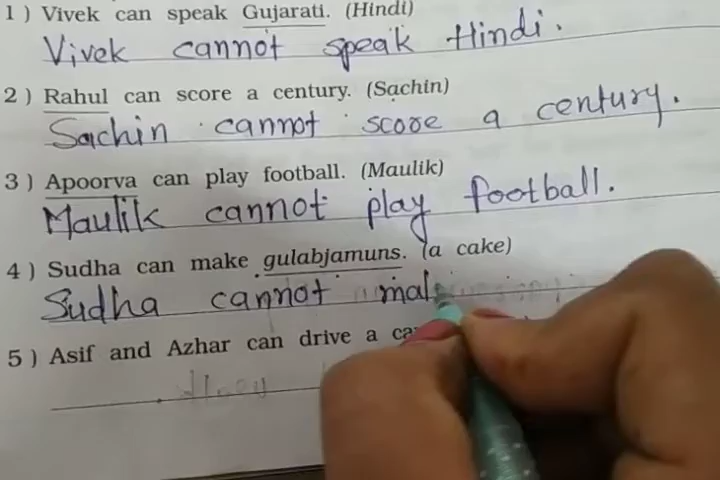 1 ) Vivek can speak Gujarati. (Hindi)
Vivek cannot speak Hindi.
2 ) Rahul can score a century. (Sachin)
Sachin cannot score a century.
3 ) Apoorva can play football. (Maulik)
Maulik cannot play football.
4 ) Sudha can make gulabjamuns. (a cake)
Sudha cannot mak
5 ) Asif and Azhar can drive a